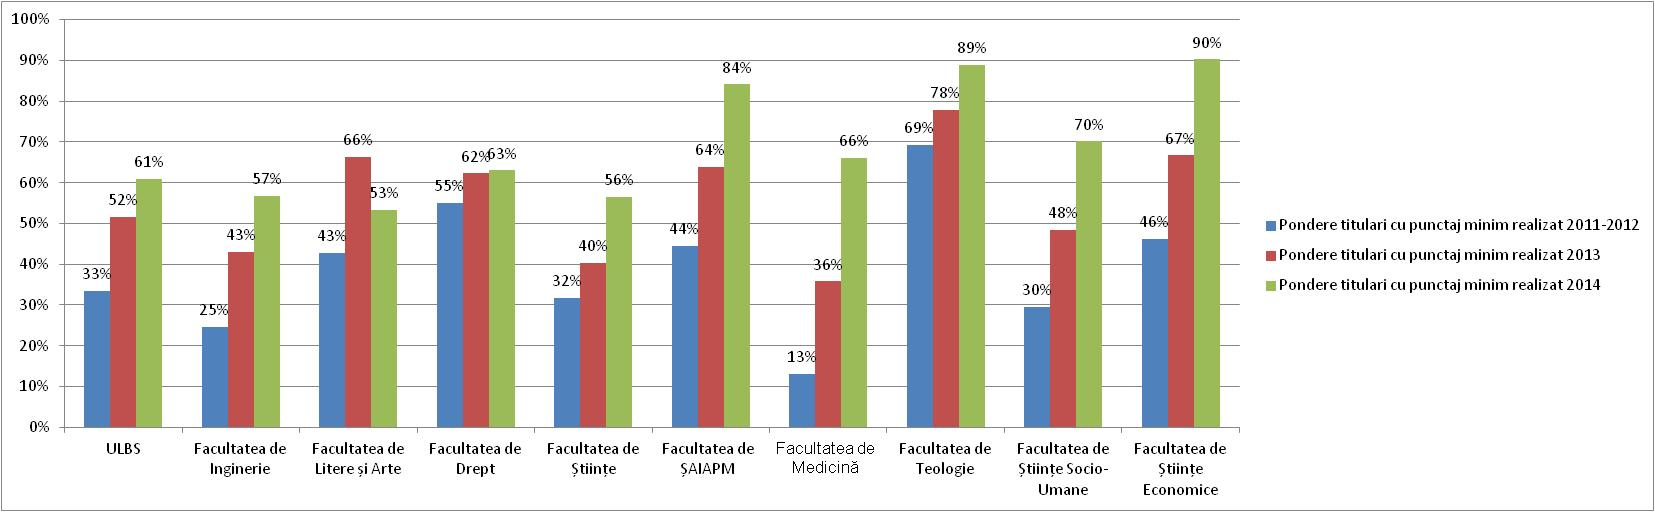 100%
90%
80%
70%
60%
50%
40%
30%
20%
10%
0%
33%
52%
61%
25%
43%
57%
43%
66%
53%
55%
62%
63%
32%
40%
56%
44%
64%
84%
13%
36%
66%
69%
78%
89%
30%
48%
70%
46%
67%
90%
ULBS
Facultatea de
Inginerie
Facultatea de
Litere și Arte
Facultatea de
Drept
Facultatea de
Științe
Facultatea de
ȘAIAPM
Facultatea de
Medicină
Facultatea de
Teologie
Facultatea de
Științe Socio-
Umane
Facultatea de
Științe
Economice
Pondere titulari cu punctaj minim realizat 2011-2012
Pondere titulari cu punctaj minim realizat 2013
Pondere titulari cu punctaj minim realizat 2014